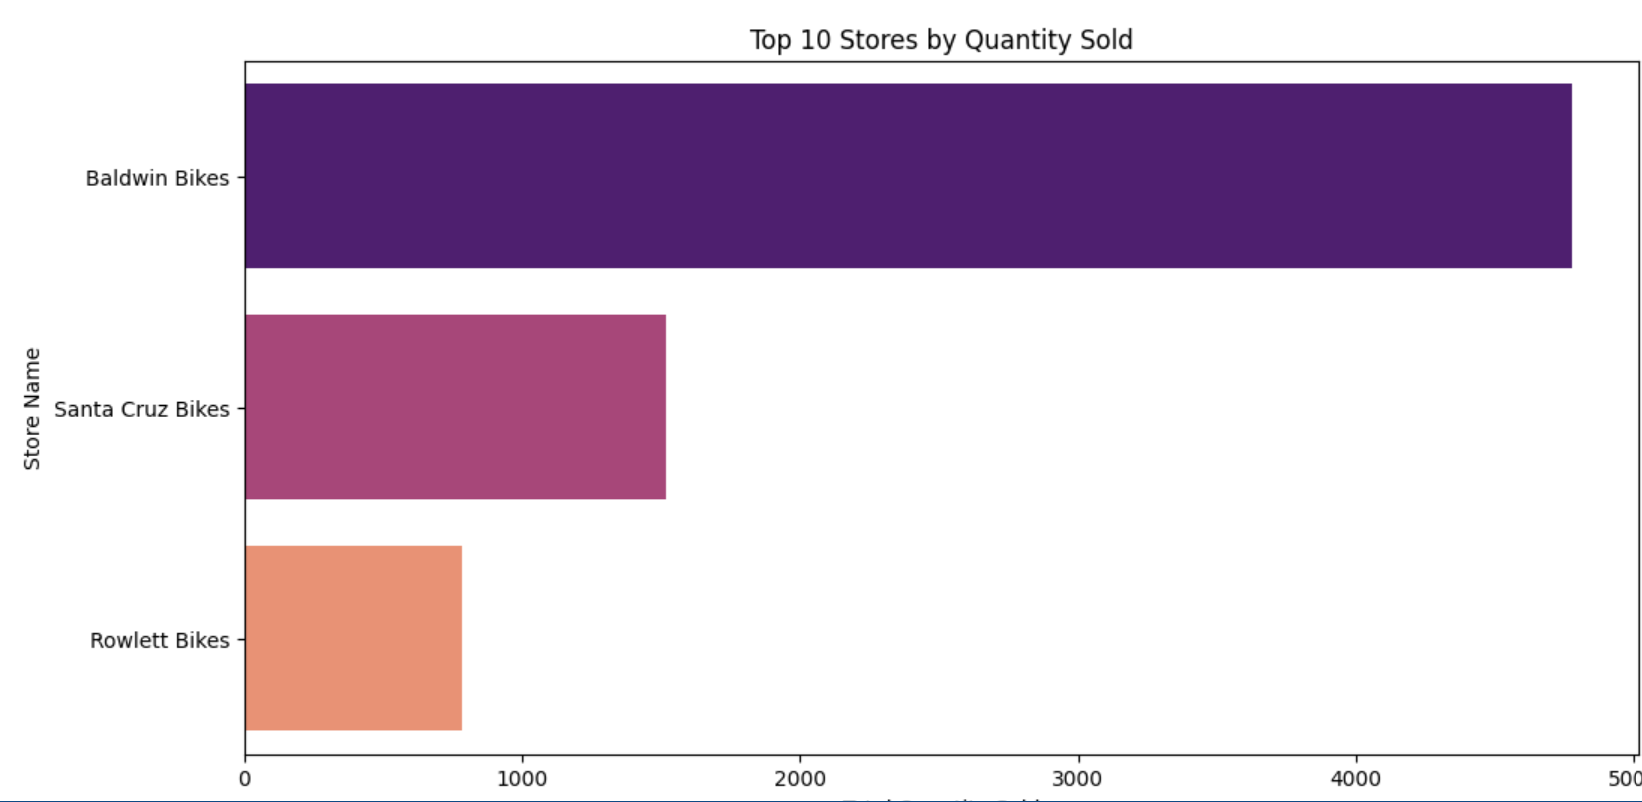 Top 10 Stores by Quantity Sold
Store Name
Baldwin Bikes
Santa Cruz Bikes
Rowlett Bikes
0 1000 2000 3000 4000 500